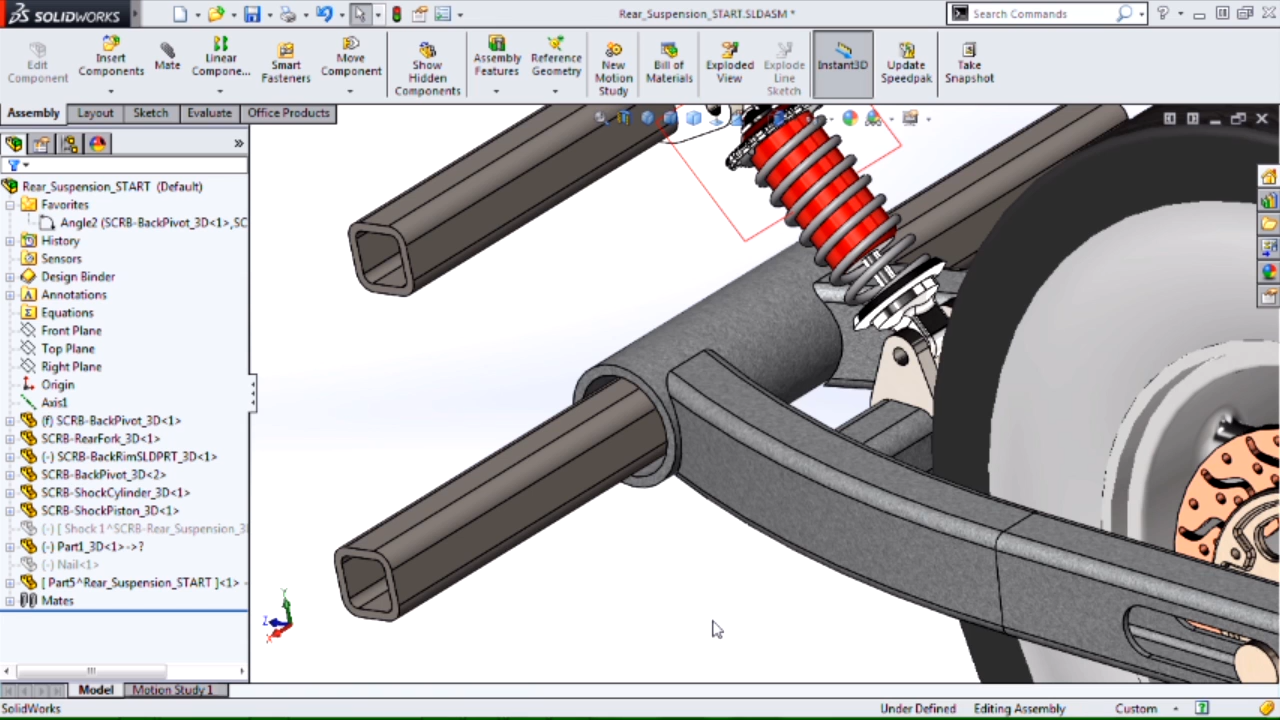 SOLIDWORKS
Rear_Suspension_START.SLDASM *
Search Commands
Edit Component
Insert Components
Mate
Linear Compone...
Smart Fasteners
Move Component
Show Hidden Components
Assembly Features
Reference Geometry
New Motion Study
Bill of Materials
Exploded View
Explode Line Sketch
Instant3D
Update Speedpak
Take Snapshot
Assembly
Layout
Sketch
Evaluate
Office Products
Rear_Suspension_START (Default)
Favorites
Angle2 (SCRB-BackPivot_3D<1>,SC
History
Sensors
Design Binder
Annotations
Equations
Front Plane
Top Plane
Right Plane
Origin
Axis1
(f) SCRB-BackPivot_3D<1>
SCRB-RearFork_3D<1>
(-) SCRB-BackRimSLDPRT_3D<1>
SCRB-BackPivot_3D<2>
SCRB-ShockCylinder_3D<1>
SCRB-ShockPiston_3D<1>
(-) [ Shock 1^SCRB-Rear_Suspension_3
(-) Part1_3D<1> ->?
(-) Nail<1>
[ Part5^Rear_Suspension_START ]<1> -
Mates
Y
Z
X
Model
Motion Study 1
SolidWorks
Under Defined
Editing Assembly
Custom